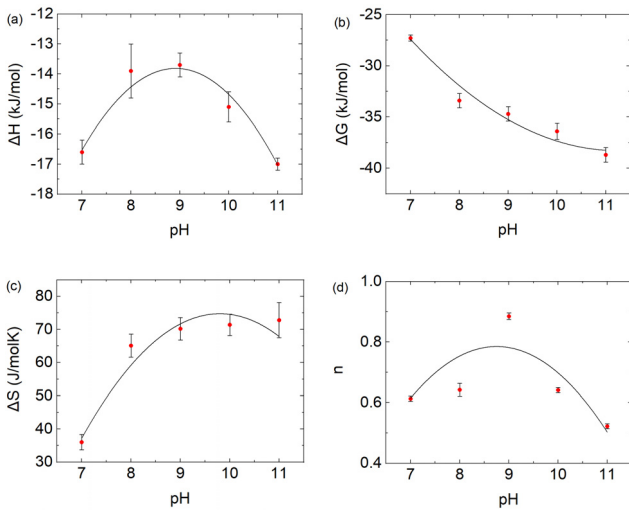 (a)
ΔH (kJ/mol)
-12
-13
-14
-15
-16
-17
-18
7 8 9 10 11
pH
(b)
ΔG (kJ/mol)
-25
-30
-35
-40
7 8 9 10 11
pH
(c)
ΔS (J/molK)
80
70
60
50
40
30
7 8 9 10 11
pH
(d)
n
1.0
0.8
0.6
0.4
7 8 9 10 11
pH